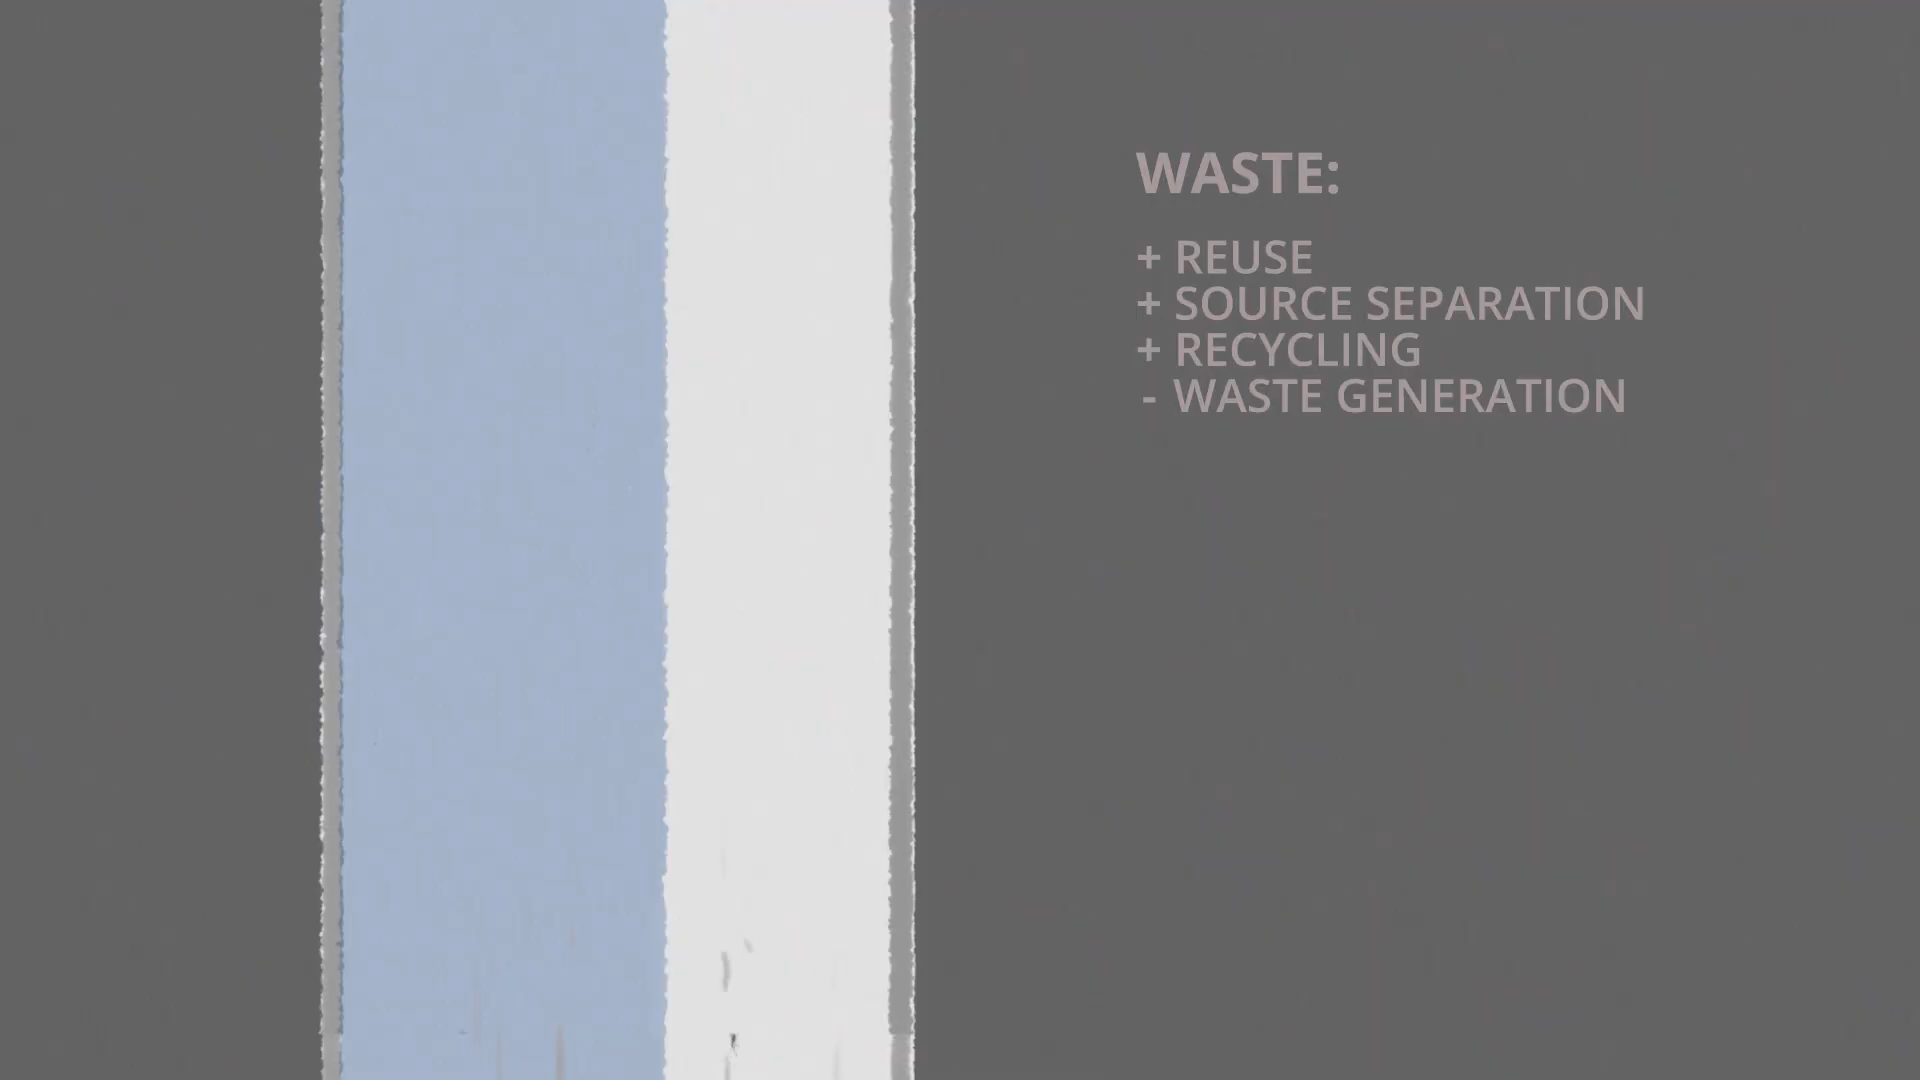 WASTE:
+ REUSE
+ SOURCE SEPARATION
+ RECYCLING
- WASTE GENERATION